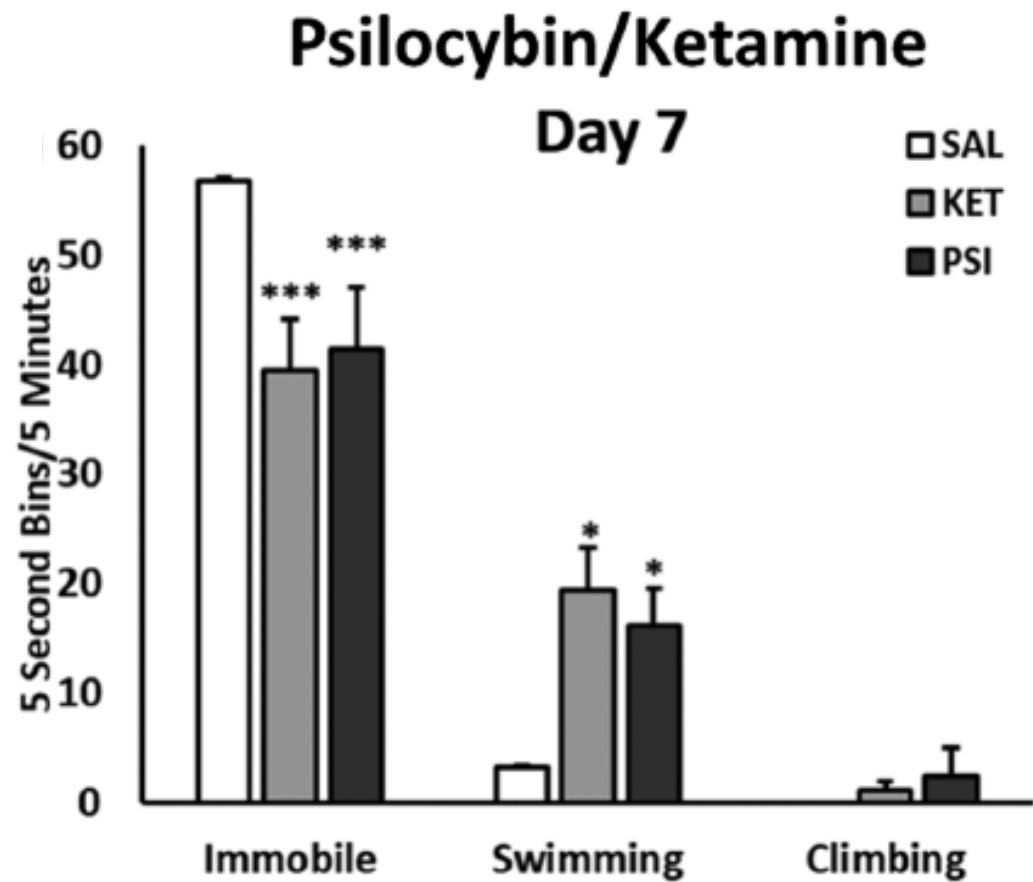 Psilocybin/Ketamine
Day 7
SAL
KET
PSI
5 Second Bins/5 Minutes
60
50
40
30
20
10
0
***
***
*
*
Immobile
Swimming
Climbing